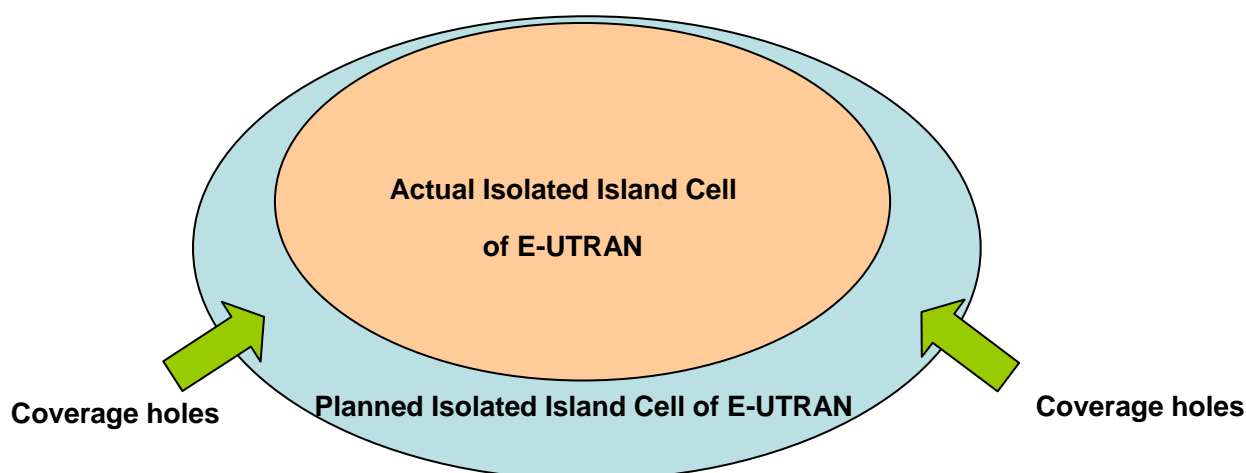 Actual Isolated Island Cell
of E-UTRAN
Coverage holes
Planned Isolated Island Cell of E-UTRAN
Coverage holes